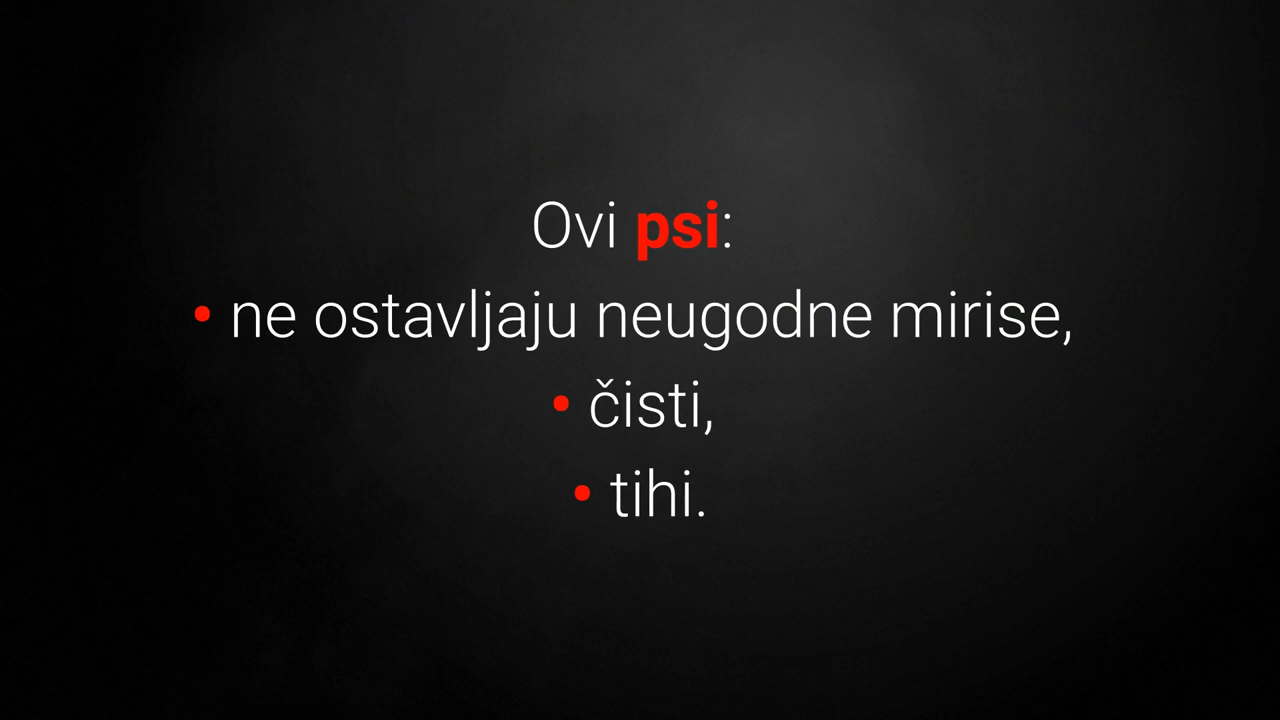 Ovi psi:
• ne ostavljaju neugodne mirise,
• čisti,
• tihi.